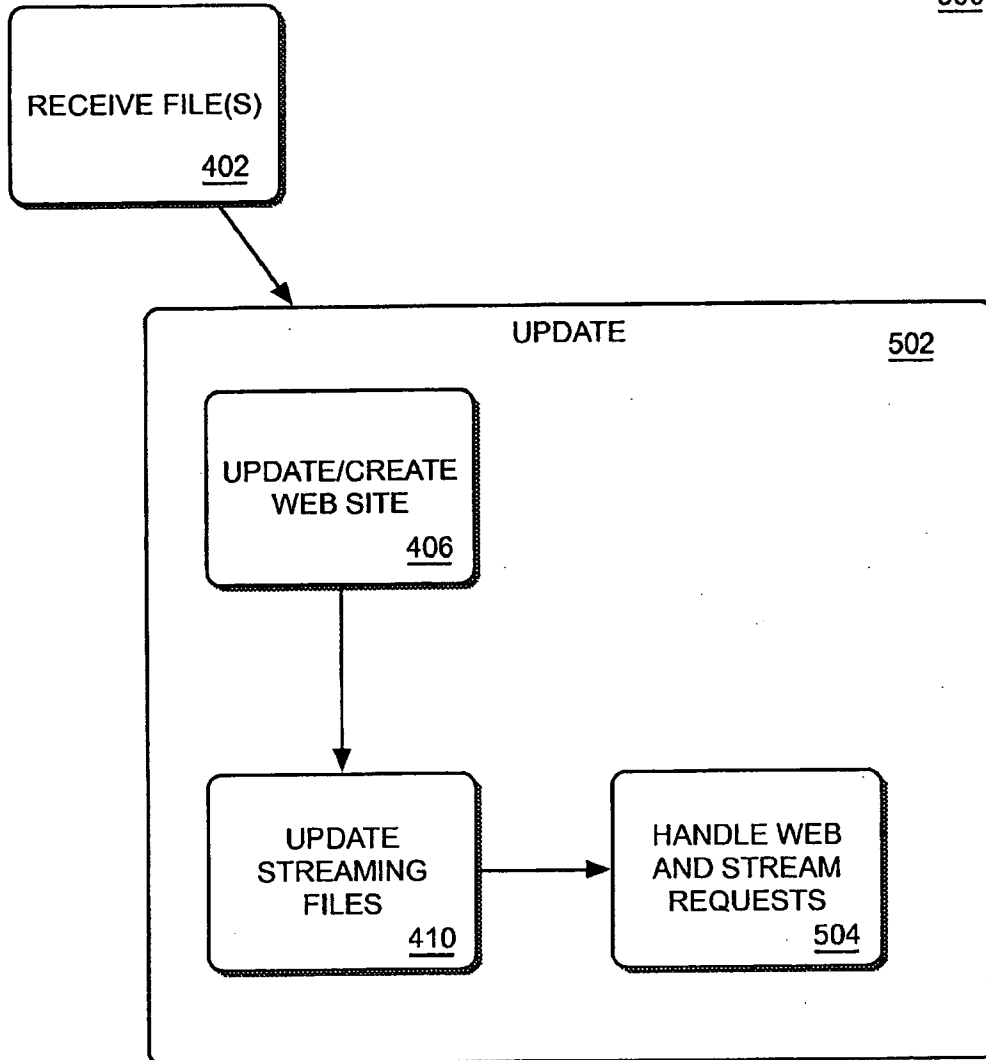 RECEIVE FILE(S)
402
UPDATE
502
UPDATE/CREATE
WEB SITE
406
UPDATE
STREAMING
FILES
410
HANDLE WEB
AND STREAM
REQUESTS
504